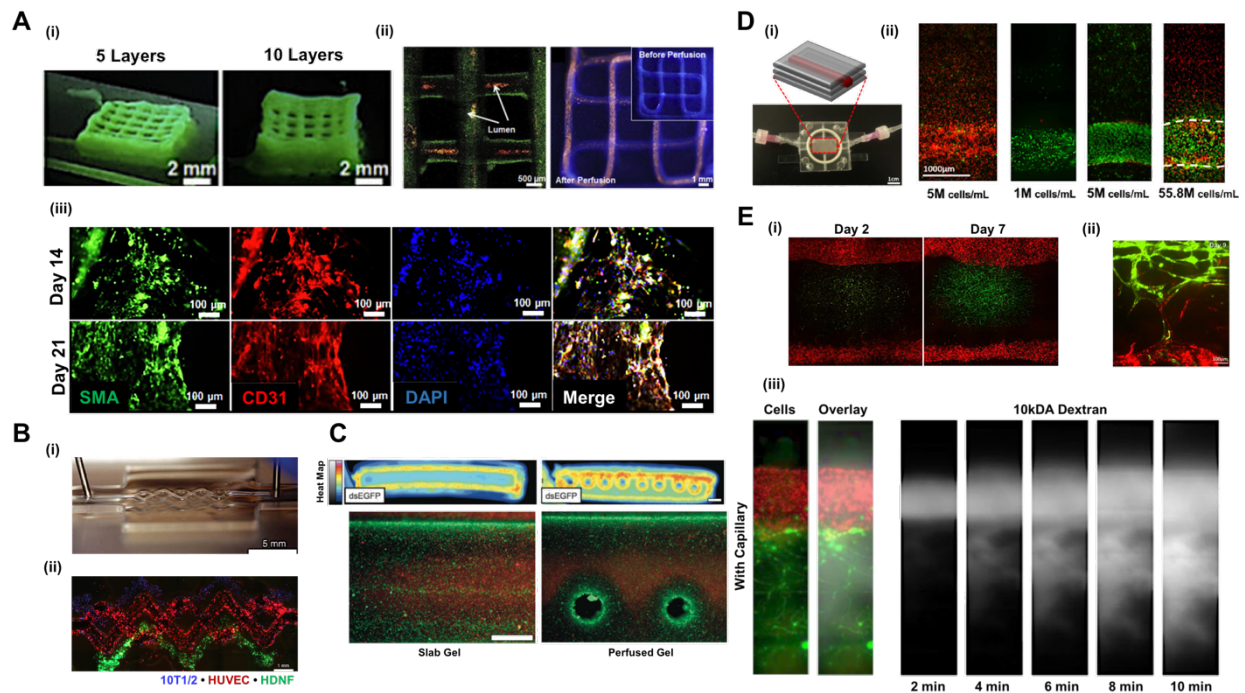 A
(i)
5 Layers
10 Layers
2 mm
2 mm
(ii)
Lumen
500 µm
Before Perfusion
After Perfusion
1 mm
(iii)
Day 14
100 µm
100 µm
100 µm
100 µm
Day 21
SMA
100 µm
CD31
100 µm
DAPI
100 µm
Merge
100 µm
B
(i)
5 mm
(ii)
1 mm
10T1/2 • HUVEC • HDNF
C
Heat Map
dsEGFP
dsEGFP
Slab Gel
Perfused Gel
D
(i)
1cm
(ii)
1000µm
5M cells/mL
1M cells/mL
5M cells/mL
55.8M cells/mL
E
(i)
Day 2
Day 7
(ii)
(iii)
Cells
Overlay
10kDA Dextran
With Capillary
2 min
4 min
6 min
8 min
10 min